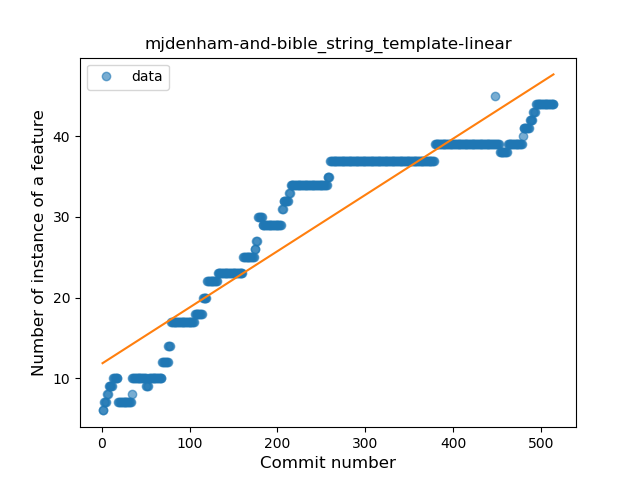 mjdenham-and-bible_string_template-linear
data
Number of instance of a feature
40
30
20
10
0
100
200
300
400
500
Commit number